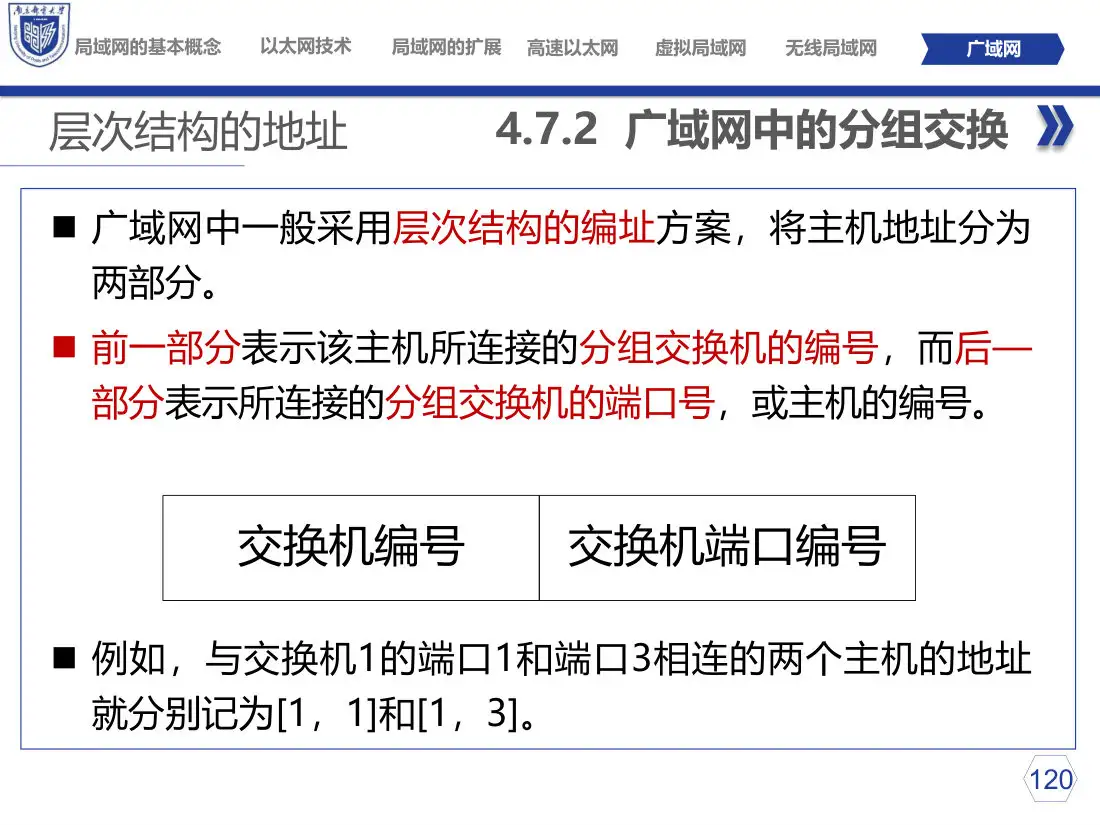 局域网的基本概念 以太网技术 局域网的扩展 高速以太网 虚拟局域网 无线局域网 广域网
层次结构的地址 4.7.2 广域网中的分组交换
■ 广域网中一般采用层次结构的编址方案，将主机地址分为
两部分。
■ 前一部分表示该主机所连接的分组交换机的编号，而后—
部分表示所连接的分组交换机的端口号，或主机的编号。
交换机编号 交换机端口编号
■ 例如，与交换机1的端口1和端口3相连的两个主机的地址
就分别记为[1，1]和[1，3]。
120